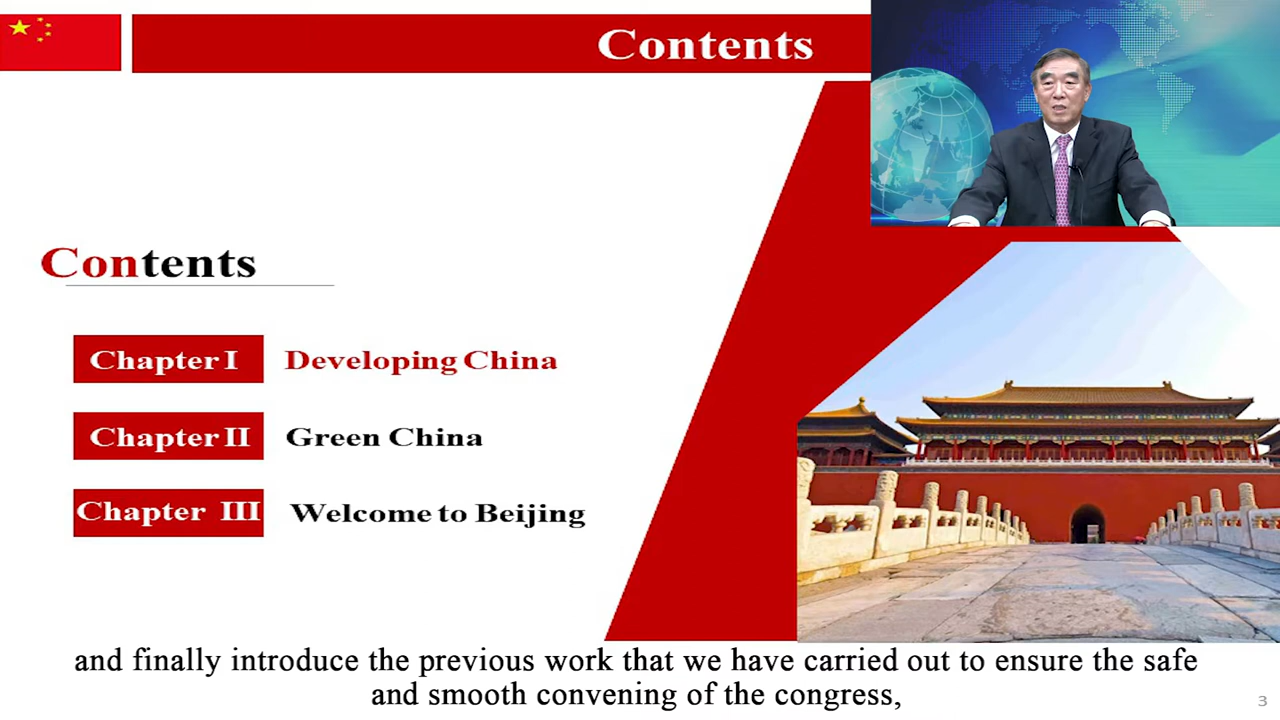 Contents
Contents
Chapter I Developing China
Chapter II Green China
Chapter III Welcome to Beijing
and finally introduce the previous work that we have carried out to ensure the safe
and smooth convening of the congress,
3